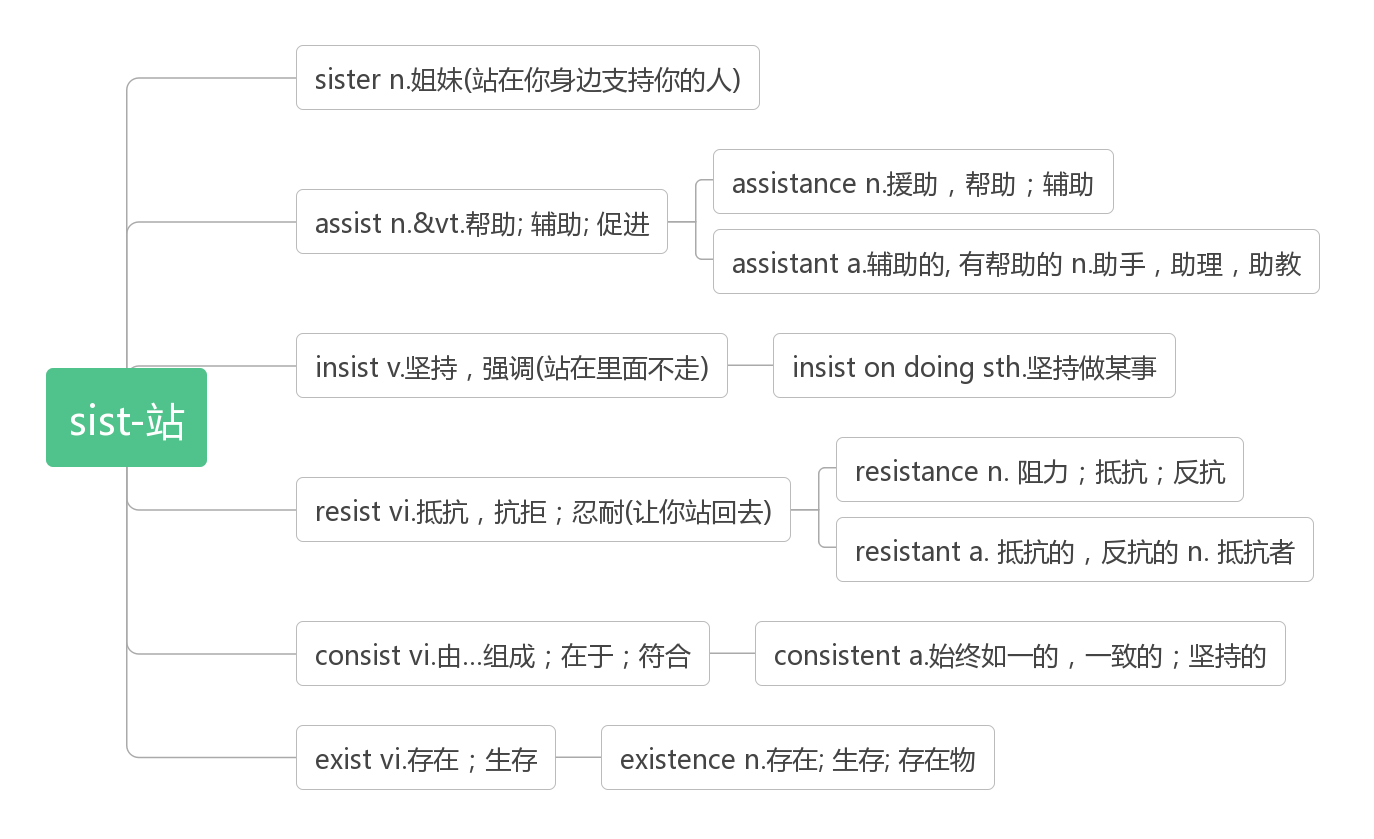 sister n.姐妹(站在你身边支持你的人)
assistance n.援助，帮助；辅助
assist n.&vt.帮助; 辅助; 促进
assistant a.辅助的, 有帮助的 n.助手，助理，助教
insist v.坚持，强调(站在里面不走)
insist on doing sth.坚持做某事
sist-站
resistance n. 阻力；抵抗；反抗
resist vi.抵抗，抗拒；忍耐(让你站回去)
resistant a. 抵抗的，反抗的 n. 抵抗者
consist vi.由...组成；在于；符合
consistent a.始终如一的，一致的；坚持的
exist vi.存在；生存
existence n.存在; 生存; 存在物